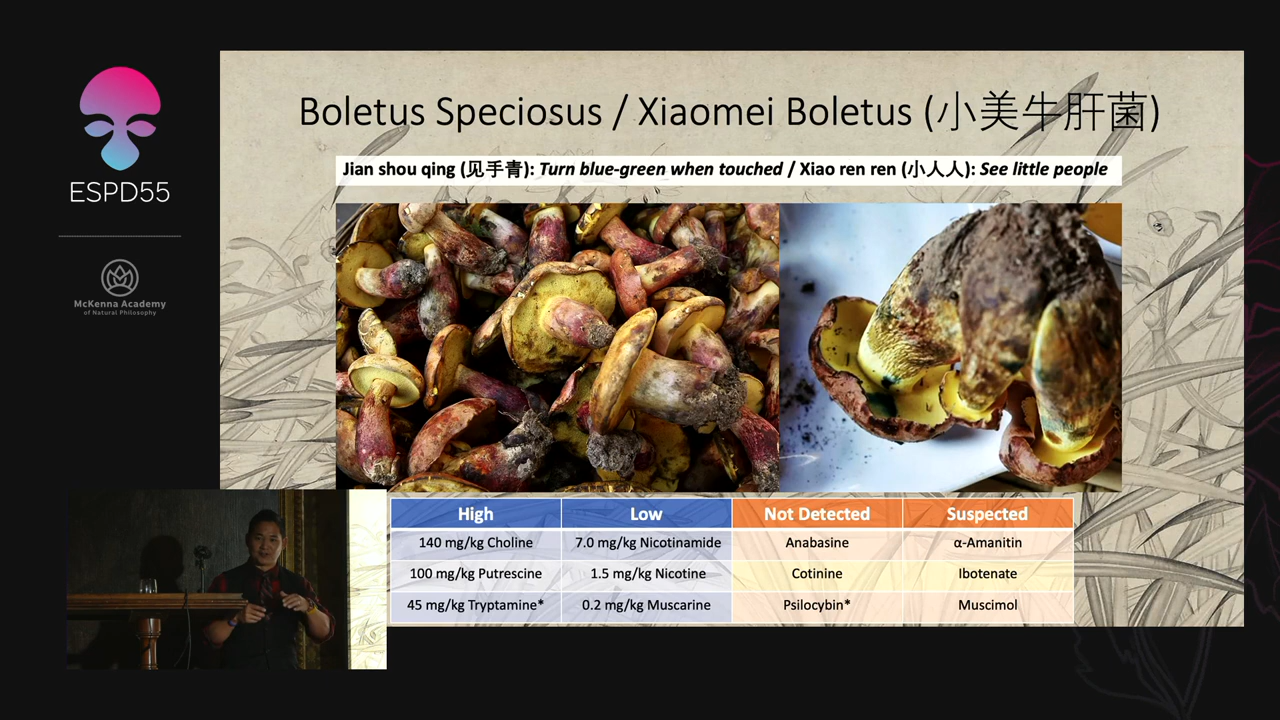 ESPD55
McKenna Academy
of Natural Philosophy
Boletus Speciosus / Xiaomei Boletus (小美牛肝菌)
Jian shou qing (见手青): Turn blue-green when touched / Xiao ren ren (小人人): See little people
High Low Not Detected Suspected
140 mg/kg Choline 7.0 mg/kg Nicotinamide Anabasine α-Amanitin
100 mg/kg Putrescine 1.5 mg/kg Nicotine Cotinine Ibotenate
45 mg/kg Tryptamine* 0.2 mg/kg Muscarine Psilocybin* Muscimol